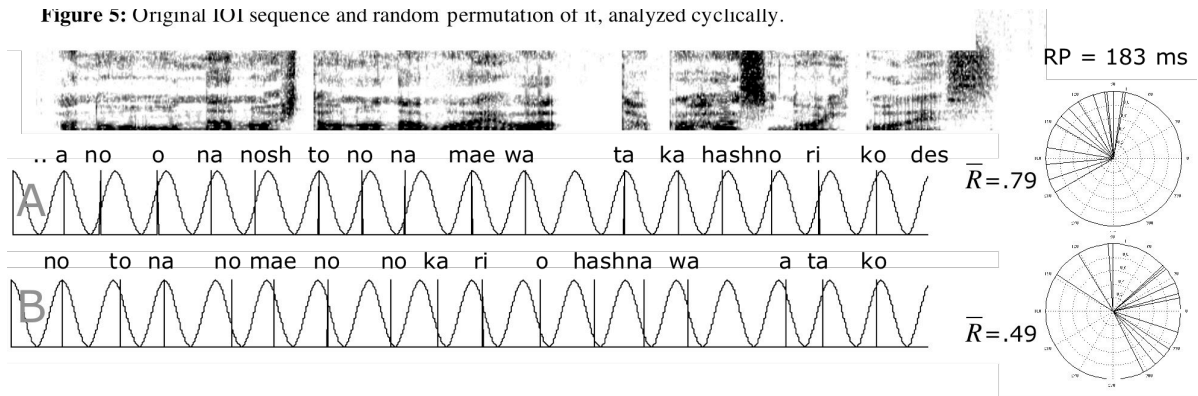 Figure 5: Original IOI sequence and random permutation of it, analyzed cyclically.
RP = 183 ms
.. a no o na nosh to no na mae wa ta ka hashno ri ko des
A
R̅=.79
no to na no mae no no ka ri o hashna wa a ta ko
B
R̅=.49